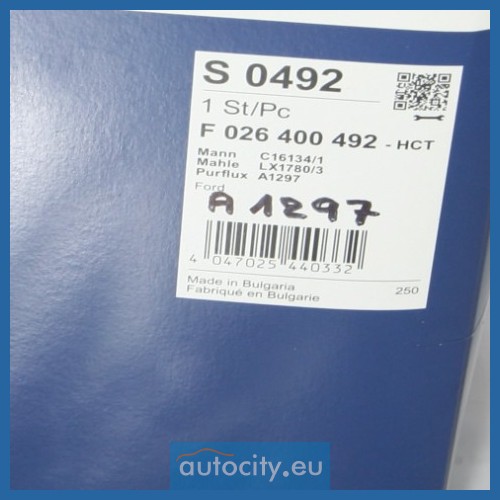 S 0492
1 St/Pc
F 026 400 492 - HCT
Mann C16134/1
Mahle LX1780/3
Purflux A1297
Ford
A1297
4 047025 440332
Made in Bulgaria
Fabriqué en Bulgarie 250
autocity.eu